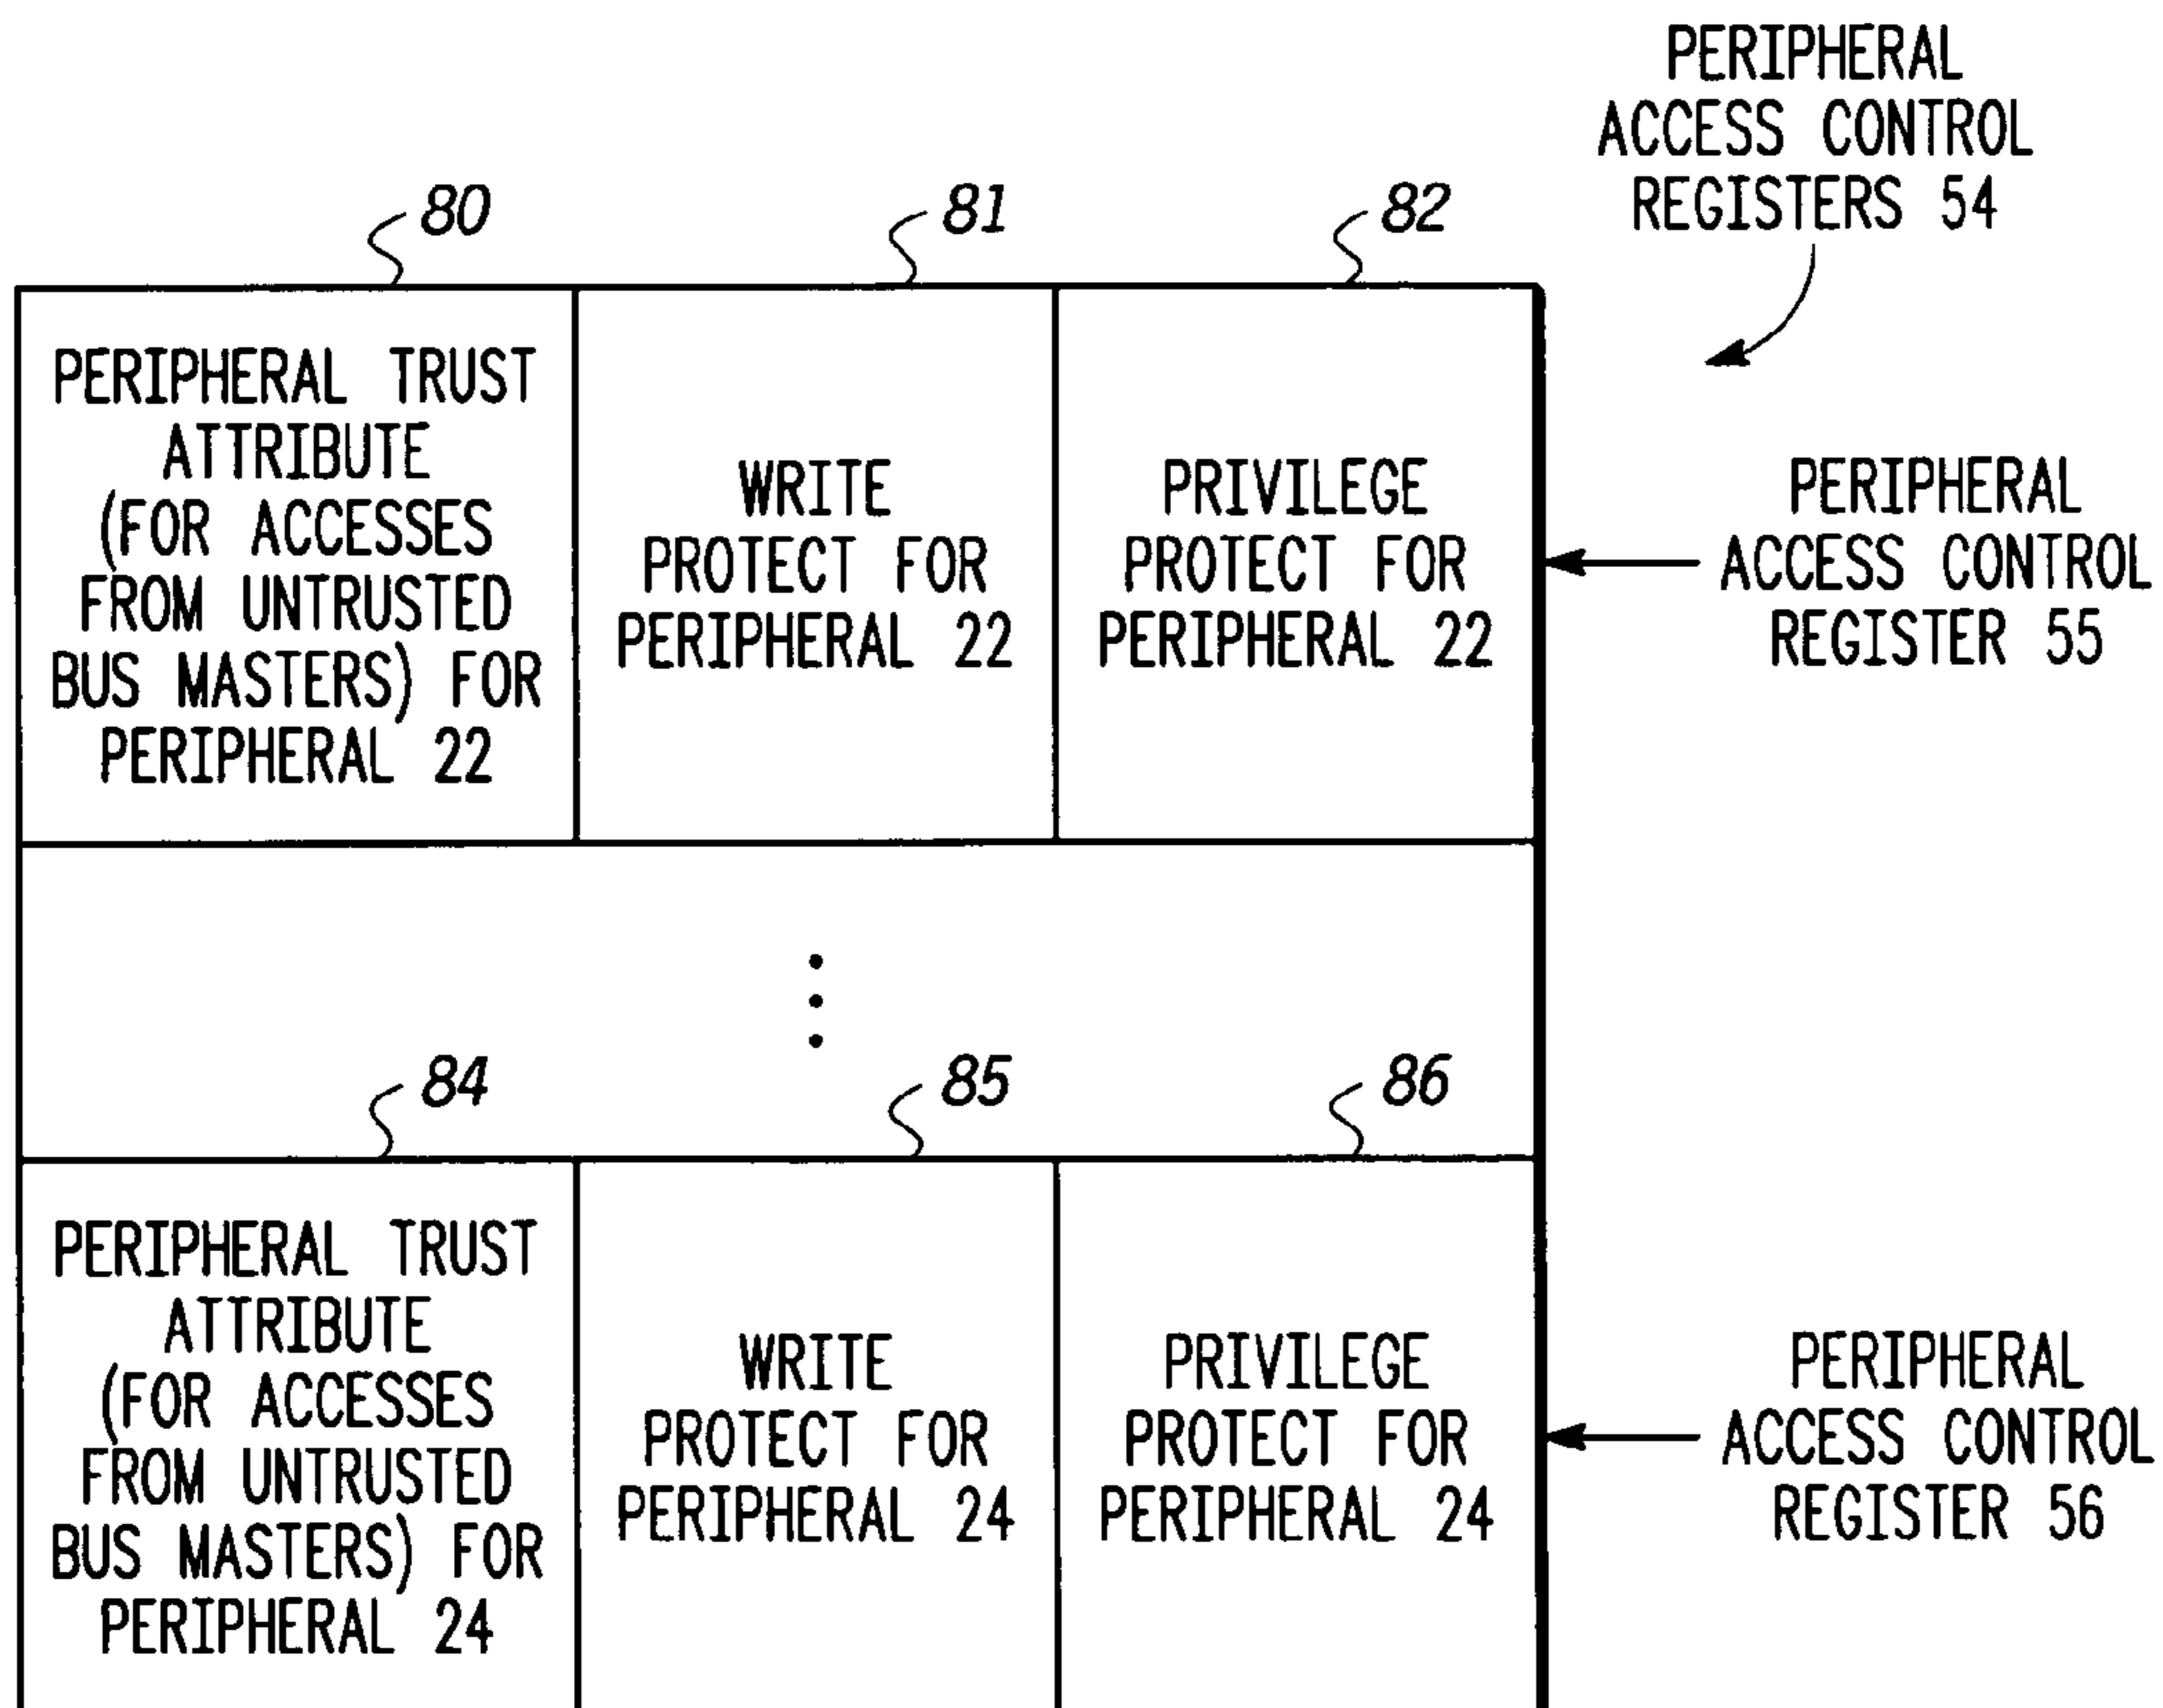 PERIPHERAL
ACCESS CONTROL
REGISTERS 54
80
81
82
PERIPHERAL TRUST
ATTRIBUTE
(FOR ACCESSES
FROM UNTRUSTED
BUS MASTERS) FOR
PERIPHERAL 22
WRITE
PROTECT FOR
PERIPHERAL 22
PRIVILEGE
PROTECT FOR
PERIPHERAL 22
PERIPHERAL
ACCESS CONTROL
REGISTER 55
84
85
86
PERIPHERAL TRUST
ATTRIBUTE
(FOR ACCESSES
FROM UNTRUSTED
BUS MASTERS) FOR
PERIPHERAL 24
WRITE
PROTECT FOR
PERIPHERAL 24
PRIVILEGE
PROTECT FOR
PERIPHERAL 24
PERIPHERAL
ACCESS CONTROL
REGISTER 56